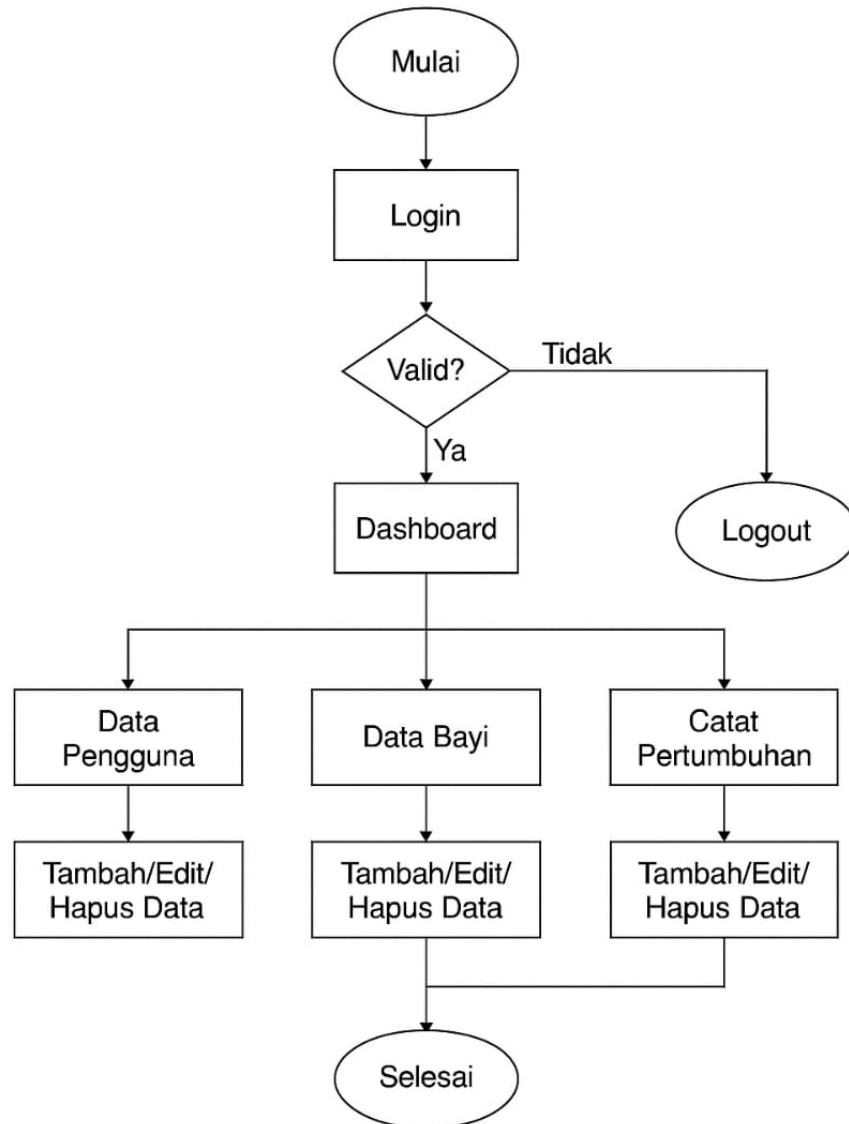 Mulai
Login
Valid?
Tidak
Ya
Dashboard
Logout
Data
Pengguna
Data Bayi
Catat
Pertumbuhan
Tambah/Edit/
Hapus Data
Tambah/Edit/
Hapus Data
Tambah/Edit/
Hapus Data
Selesai